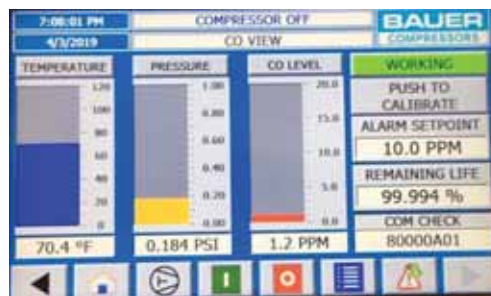 7:08:01 PM
COMPRESSOR OFF
BAUER
COMPRESSORS
4/3/2019
CO VIEW
TEMPERATURE
PRESSURE
CO LEVEL
WORKING
120
100
80
60
40
20
0
1.00
0.80
0.60
0.40
0.20
0.00
20.0
15.0
10.0
5.0
0.0
PUSH TO
CALIBRATE
ALARM SETPOINT
10.0 PPM
REMAINING LIFE
99.994 %
COM CHECK
80000A01
70.4 °F
0.184 PSI
1.2 PPM
I
O